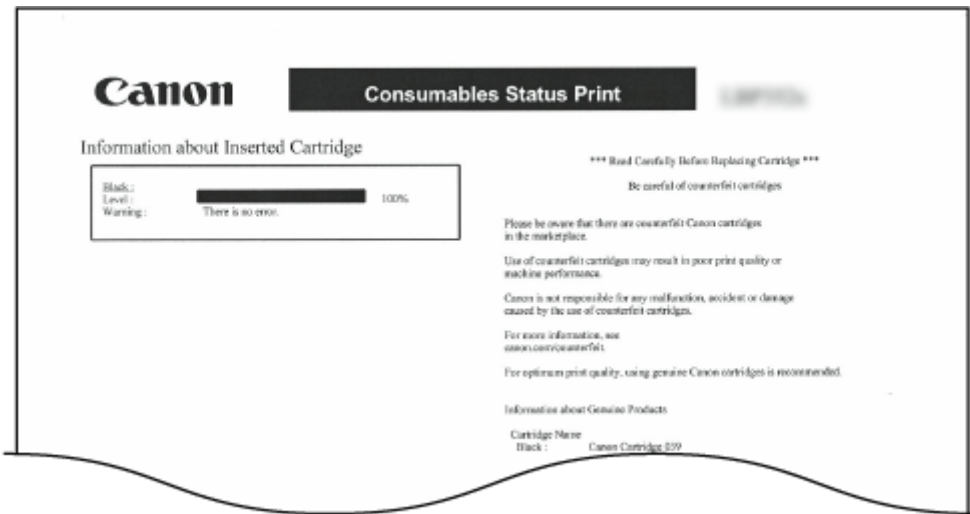 Canon
Consumables Status Print
Information about Inserted Cartridge
Black :
Level : 100%
Warning : There is no error.
*** Read Carefully Before Replacing Cartridge ***
Be careful of counterfeit cartridges
Please be aware that there are counterfeit Canon cartridges
in the marketplace.
Use of counterfeit cartridges may result in poor print quality or
machine performance.
Canon is not responsible for any malfunction, accident or damage
caused by the use of counterfeit cartridges.
For more information, see
canon.com/counterfeit.
For optimum print quality, using genuine Canon cartridges is recommended.
Information about Genuine Products
Cartridge Name
Black : Canon Cartridge 039